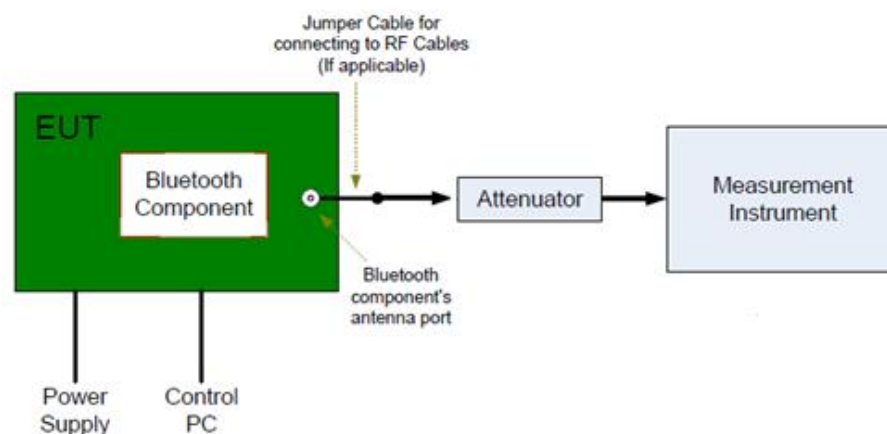 Jumper Cable for
connecting to RF Cables
(If applicable)
EUT
Bluetooth
Component
Attenuator
Measurement
Instrument
Bluetooth
component's
antenna port
Power
Supply
Control
PC